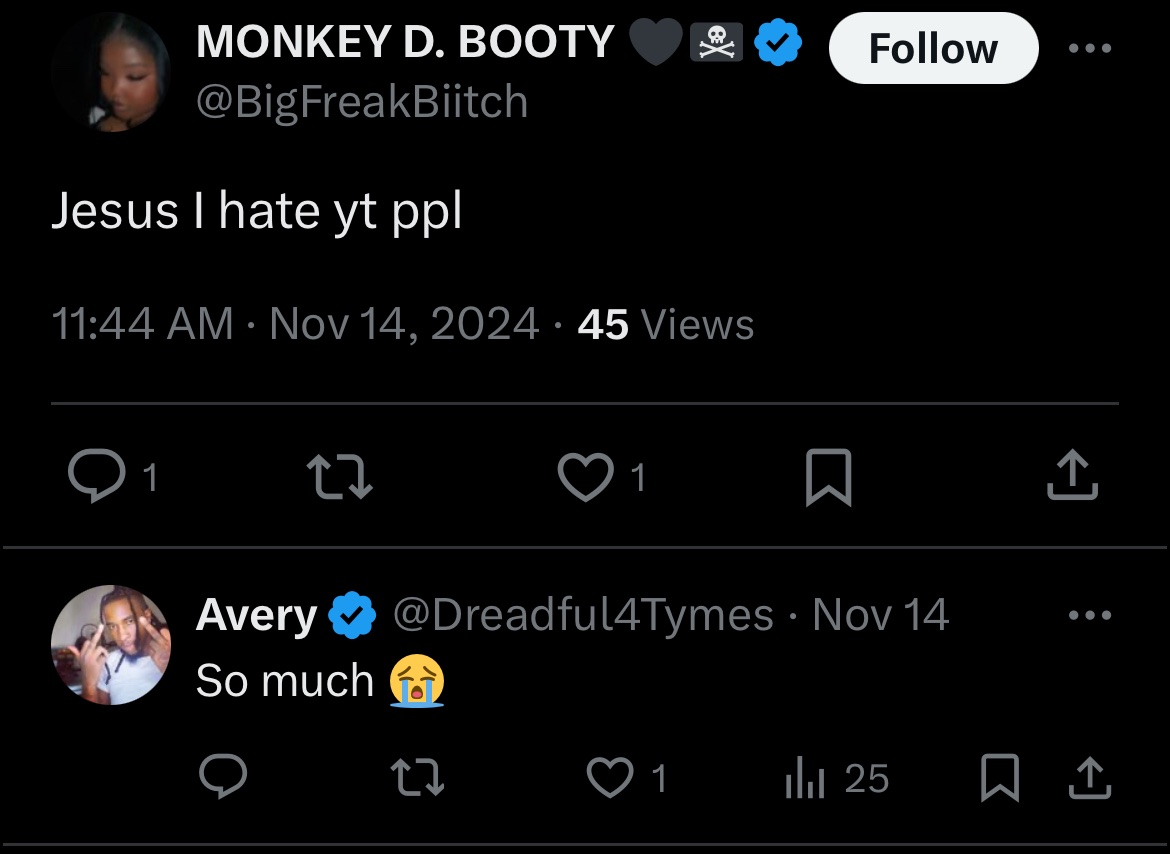 MONKEY D. BOOTY 🖤🏴‍☠️
Follow
@BigFreakBiitch
Jesus I hate yt ppl
11:44 AM · Nov 14, 2024 · 45 Views
1
1
Avery @Dreadful4Tymes · Nov 14
So much 😭
1
25